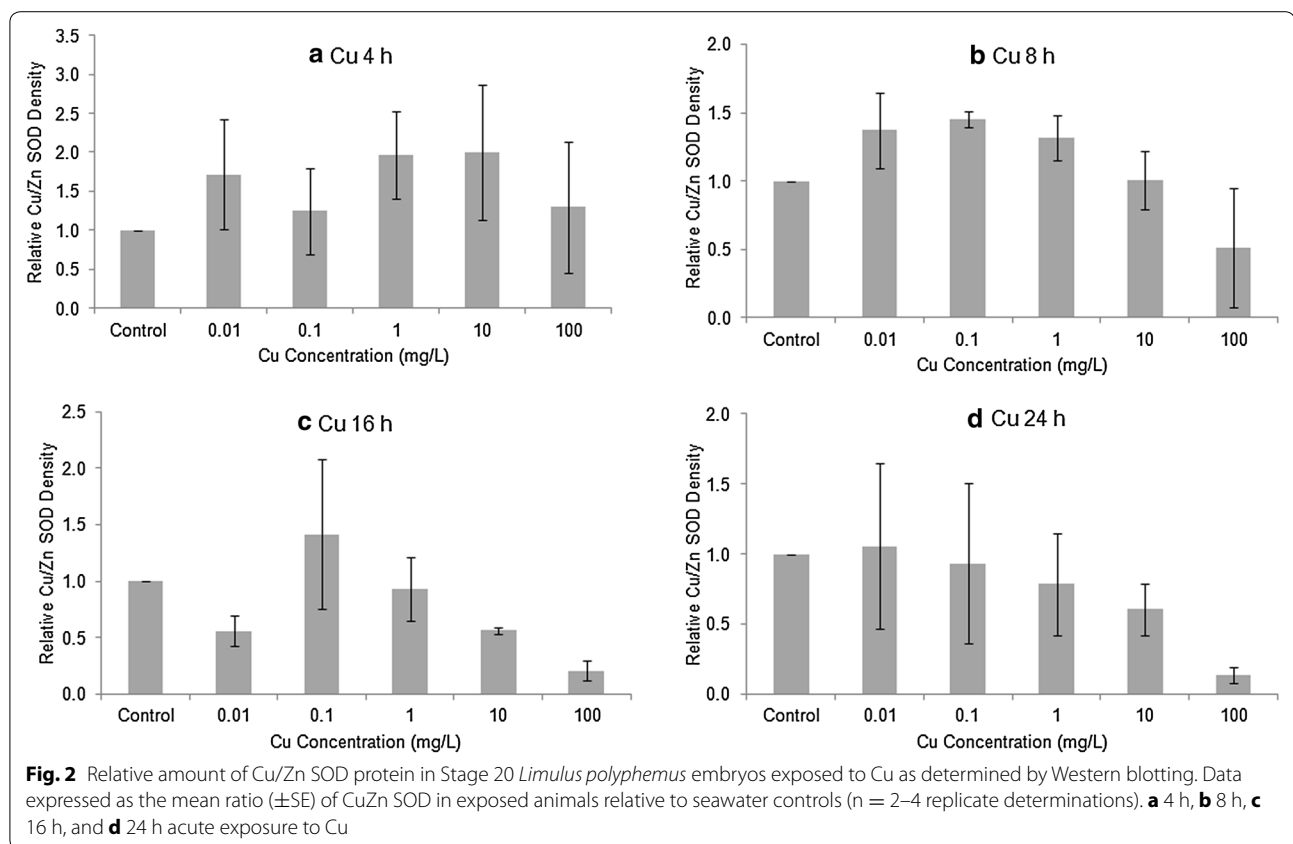 a Cu 4 h
Relative Cu/Zn SOD Density
3.5
3.0
2.5
2.0
1.5
1.0
0.5
0.0
Control 0.01 0.1 1 10 100
Cu Concentration (mg/L)
b Cu 8 h
Relative Cu/Zn SOD Density
2.0
1.5
1.0
0.5
0.0
Control 0.01 0.1 1 10 100
Cu Concentration (mg/L)
c Cu 16 h
Relative Cu/Zn SOD Density
2.5
2.0
1.5
1.0
0.5
0.0
Control 0.01 0.1 1 10 100
Cu Concentration (mg/L)
d Cu 24 h
Relative Cu/Zn SOD Density
2.0
1.5
1.0
0.5
0.0
Control 0.01 0.1 1 10 100
Cu Concentration (mg/L)
Fig. 2 Relative amount of Cu/Zn SOD protein in Stage 20 Limulus polyphemus embryos exposed to Cu as determined by Western blotting. Data
expressed as the mean ratio (±SE) of CuZn SOD in exposed animals relative to seawater controls (n = 2–4 replicate determinations). a 4 h, b 8 h, c
16 h, and d 24 h acute exposure to Cu